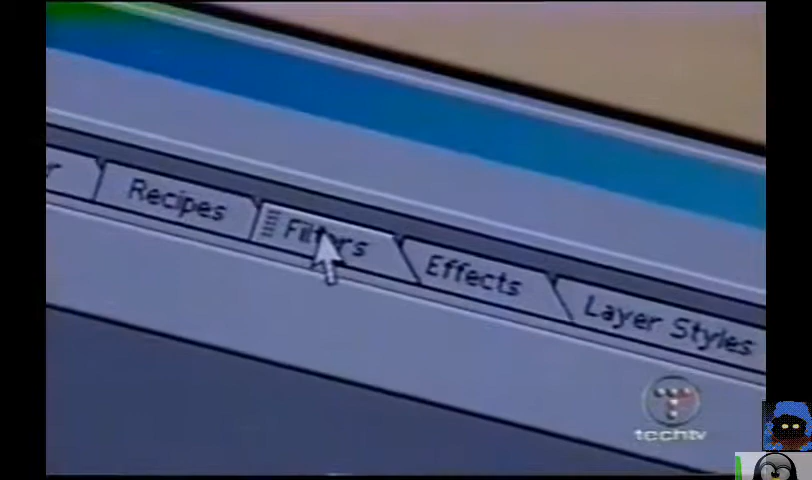 Recipes
Filters
Effects
Layer Styles
techtv